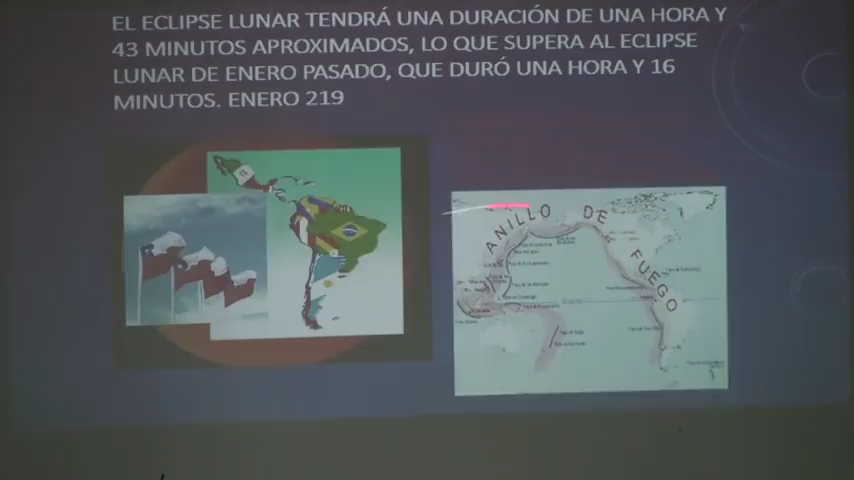 EL ECLIPSE LUNAR TENDRÁ UNA DURACIÓN DE UNA HORA Y
43 MINUTOS APROXIMADOS, LO QUE SUPERA AL ECLIPSE
LUNAR DE ENERO PASADO, QUE DURÓ UNA HORA Y 16
MINUTOS. ENERO 219
ANILLO DE FUEGO